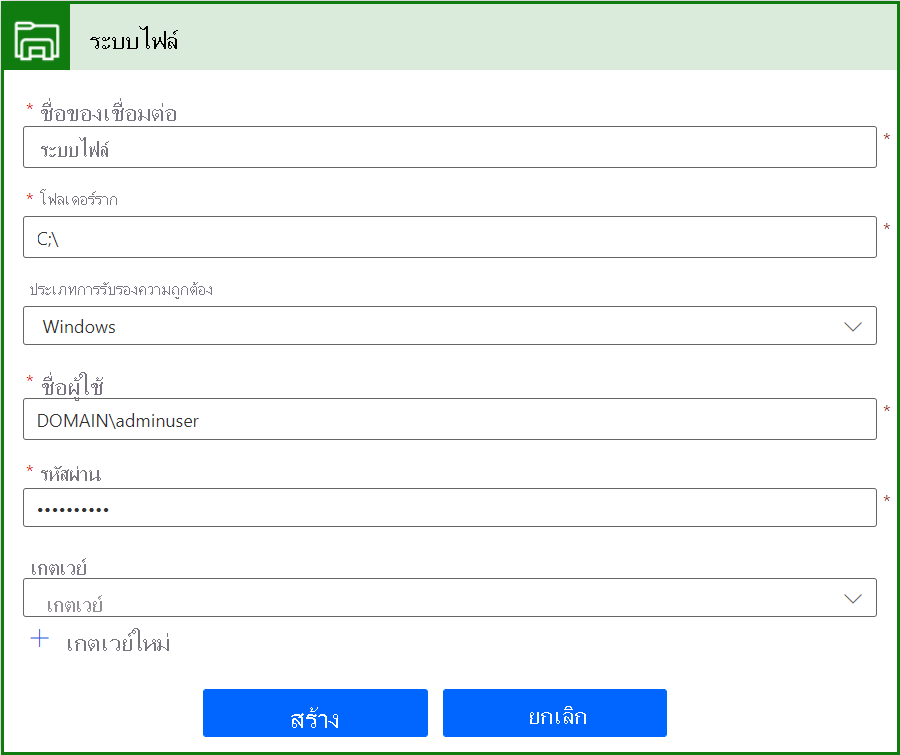 ระบบไฟล์
* ชื่อของเชื่อมต่อ
ระบบไฟล์ *
* โฟลเดอร์ราก
C;\ *
ประเภทการรับรองความถูกต้อง
Windows
* ชื่อผู้ใช้
DOMAIN\adminuser *
* รหัสผ่าน
•••••••••• *
เกตเวย์
เกตเวย์
+ เกตเวย์ใหม่
สร้าง ยกเลิก